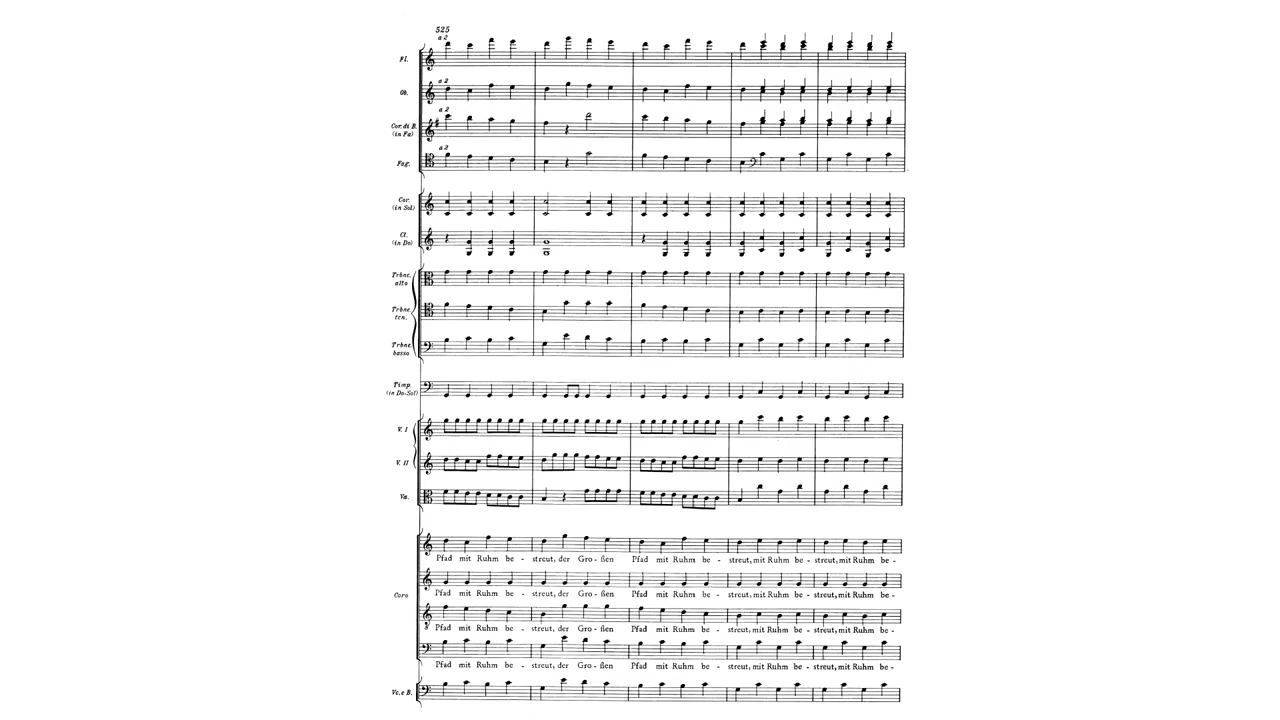 525
a 2
Fl.
a 2
Ob.
a 2
Cor. di B.
(in Fa)
a 2
Fag.
Cor.
(in Sol)
Cl.
(in Do)
Trbne.
alto
Trbne.
ten.
Trbne.
basso
Timp.
(in Do-Sol)
V. I
V. II
Va.
Pfad mit Ruhm be - streut, der Gro - ßen Pfad mit Ruhm be - streut, mit Ruhm be - streut, mit Ruhm be -
Pfad mit Ruhm be - streut, der Gro - ßen Pfad mit Ruhm be - streut, mit Ruhm be - streut, mit Ruhm be -
Coro
8
Pfad mit Ruhm be - streut, der Gro - ßen Pfad mit Ruhm be - streut, mit Ruhm be - streut, mit Ruhm be -
Pfad mit Ruhm be - streut, der Gro - ßen Pfad mit Ruhm be - streut, mit Ruhm be - streut, mit Ruhm be -
Vc. e B.